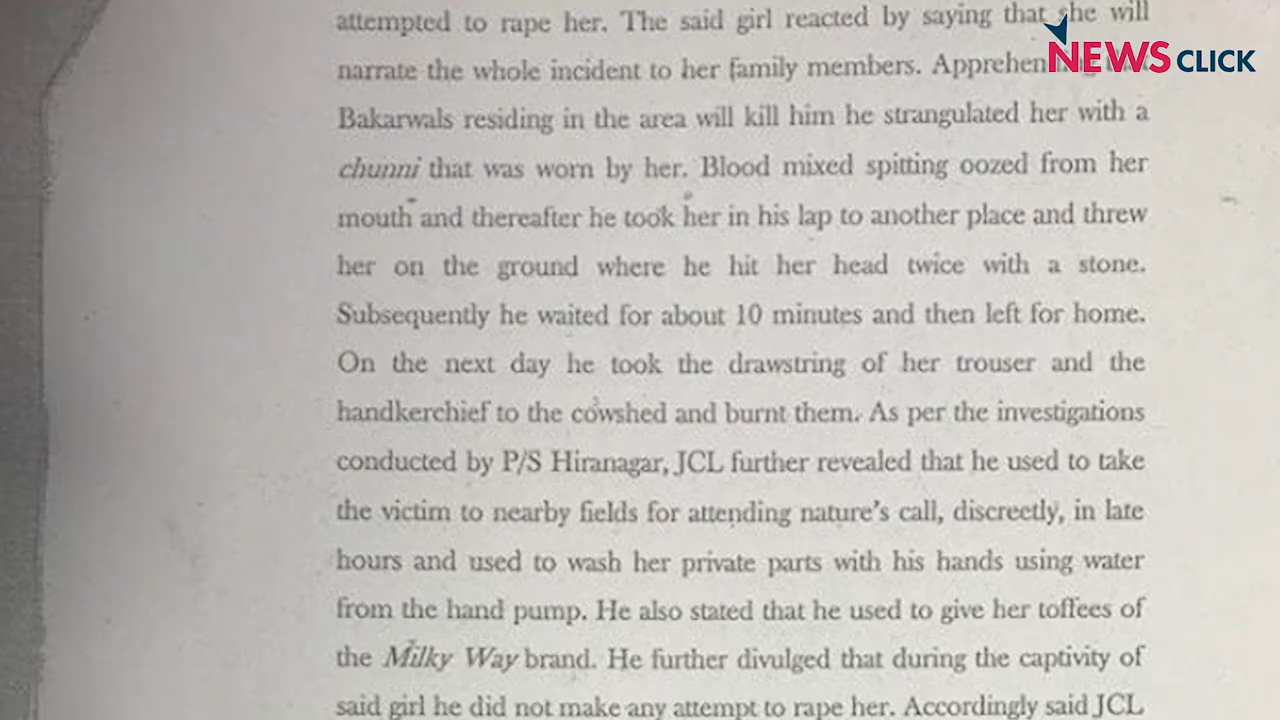 attempted to rape her. The said girl reacted by saying that she will
NEWS CLICK
narrate the whole incident to her family members.
Bakarwals residing in the area will kill him he strangulated her with a
chunni that was worn by her. Blood mixed spitting oozed from her
mouth and thereafter he took her in his lap to another place and threw
her on the ground where he hit her head twice with a stone.
Subsequently he waited for about 10 minutes and then left for home.
On the next day he took the drawstring of her trouser and the
handkerchief to the cowshed and burnt them. As per the investigations
conducted by P/S Hiranagar, JCL further revealed that he used to take
the victim to nearby fields for attending nature's call, discreetly, in late
hours and used to wash her private parts with his hands using water
from the hand pump. He also stated that he used to give her toffees of
the Milky Way brand. He further divulged that during the captivity of
said girl he did not make any attempt to rape her. Accordingly said JCL